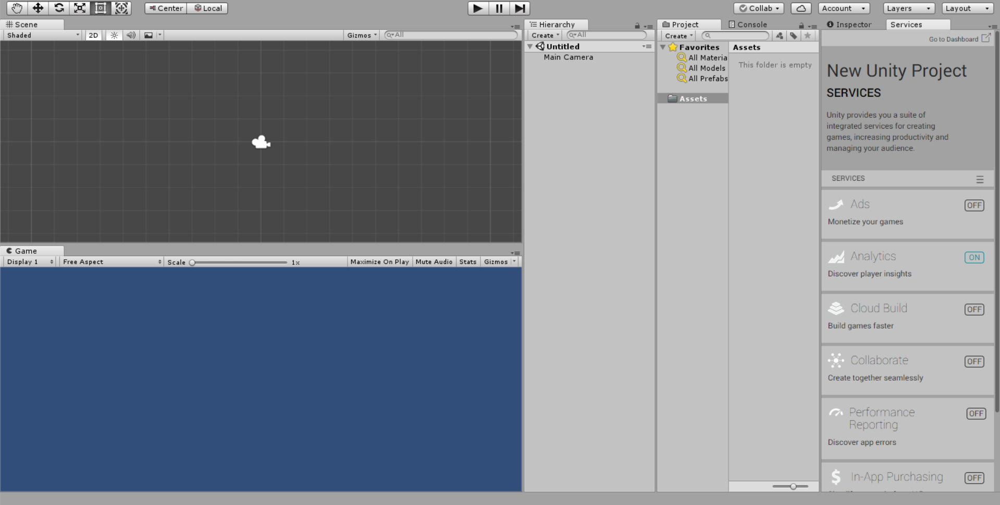 Center Local Collab Account Layers Layout
Scene
Shaded 2D Gizmos All
Game
Display 1 Free Aspect Scale 1x Maximize On Play Mute Audio Stats Gizmos
Hierarchy
Create All
Untitled
Main Camera
Project Console
Create
Favorites
All Materia
All Models
All Prefabs
Assets
Assets
This folder is empty
Inspector Services
Go to Dashboard
New Unity Project
SERVICES
Unity provides you a suite of
integrated services for creating
games, increasing productivity and
managing your audience.
SERVICES
Ads OFF
Monetize your games
Analytics ON
Discover player insights
Cloud Build OFF
Build games faster
Collaborate OFF
Create together seamlessly
Performance OFF
Reporting
Discover app errors
In-App Purchasing OFF